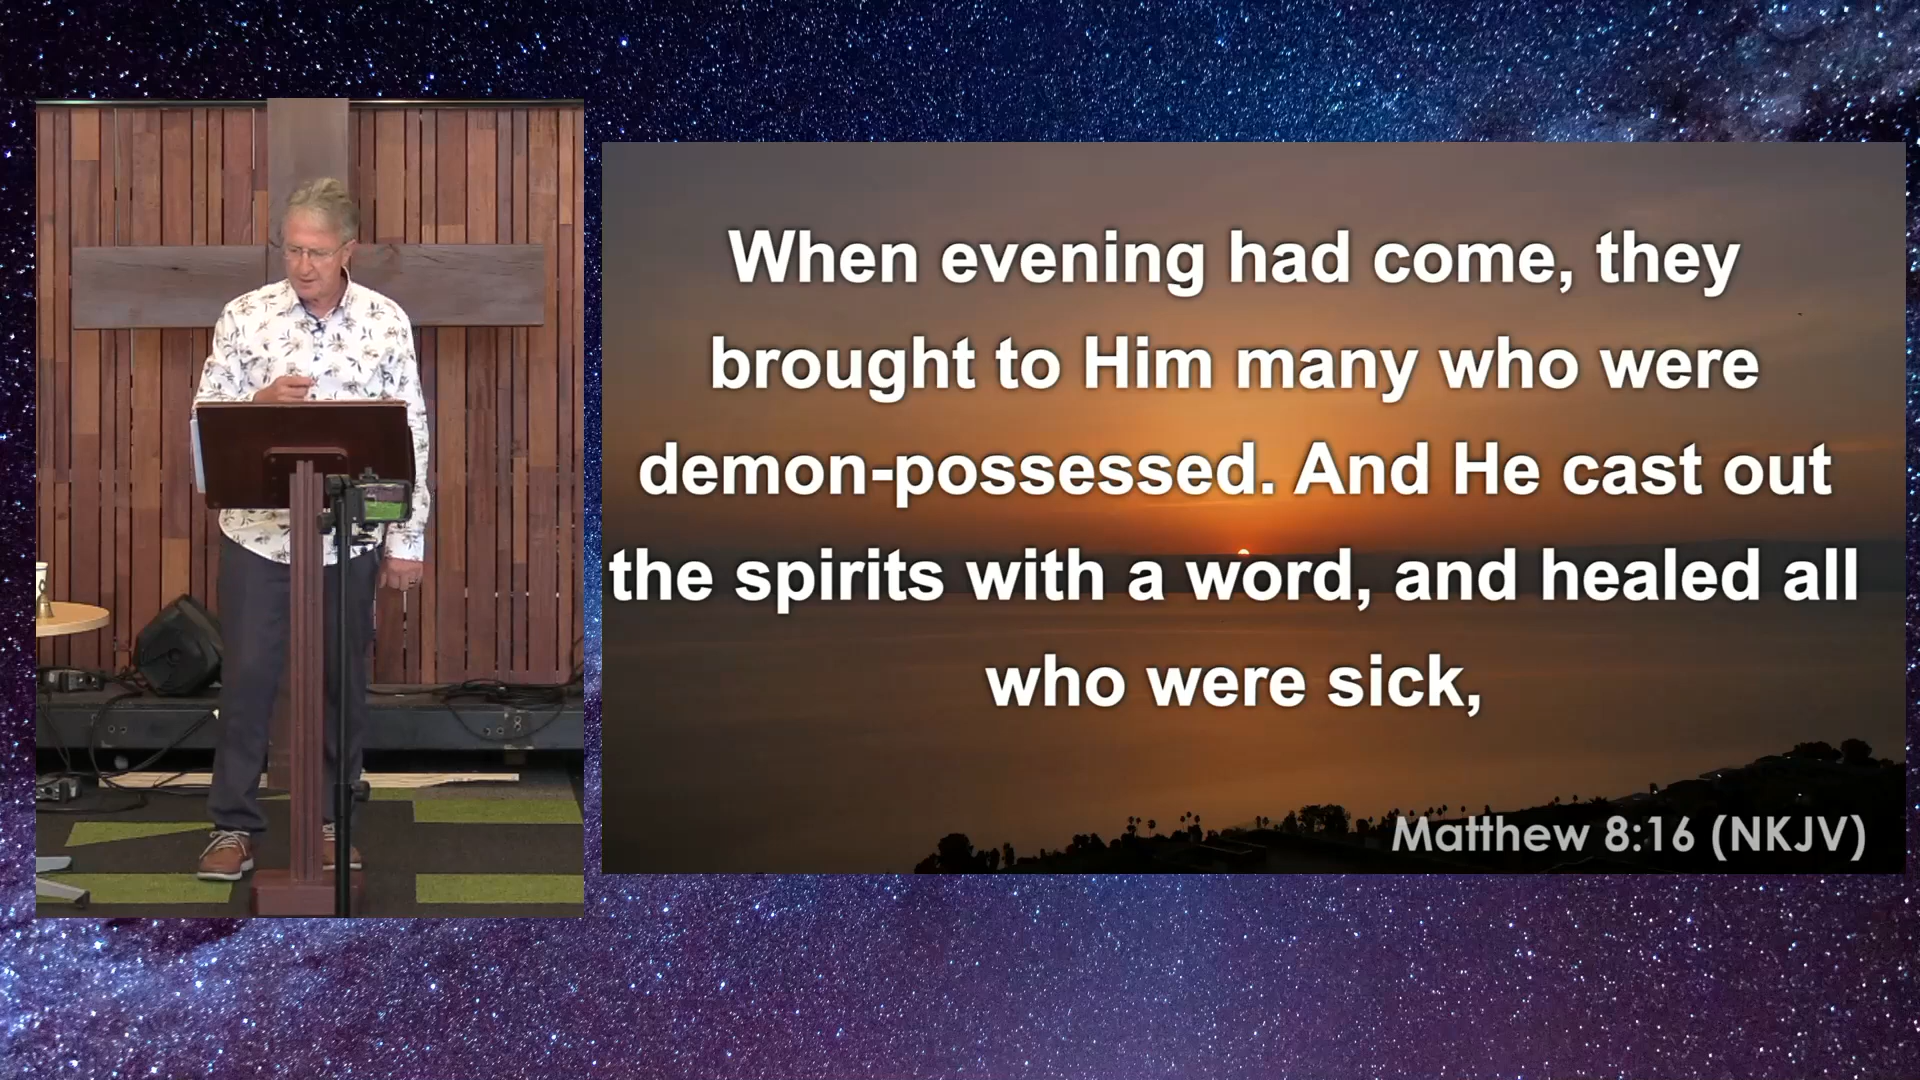 When evening had come, they
brought to Him many who were
demon-possessed. And He cast out
the spirits with a word, and healed all
who were sick,
Matthew 8:16 (NKJV)